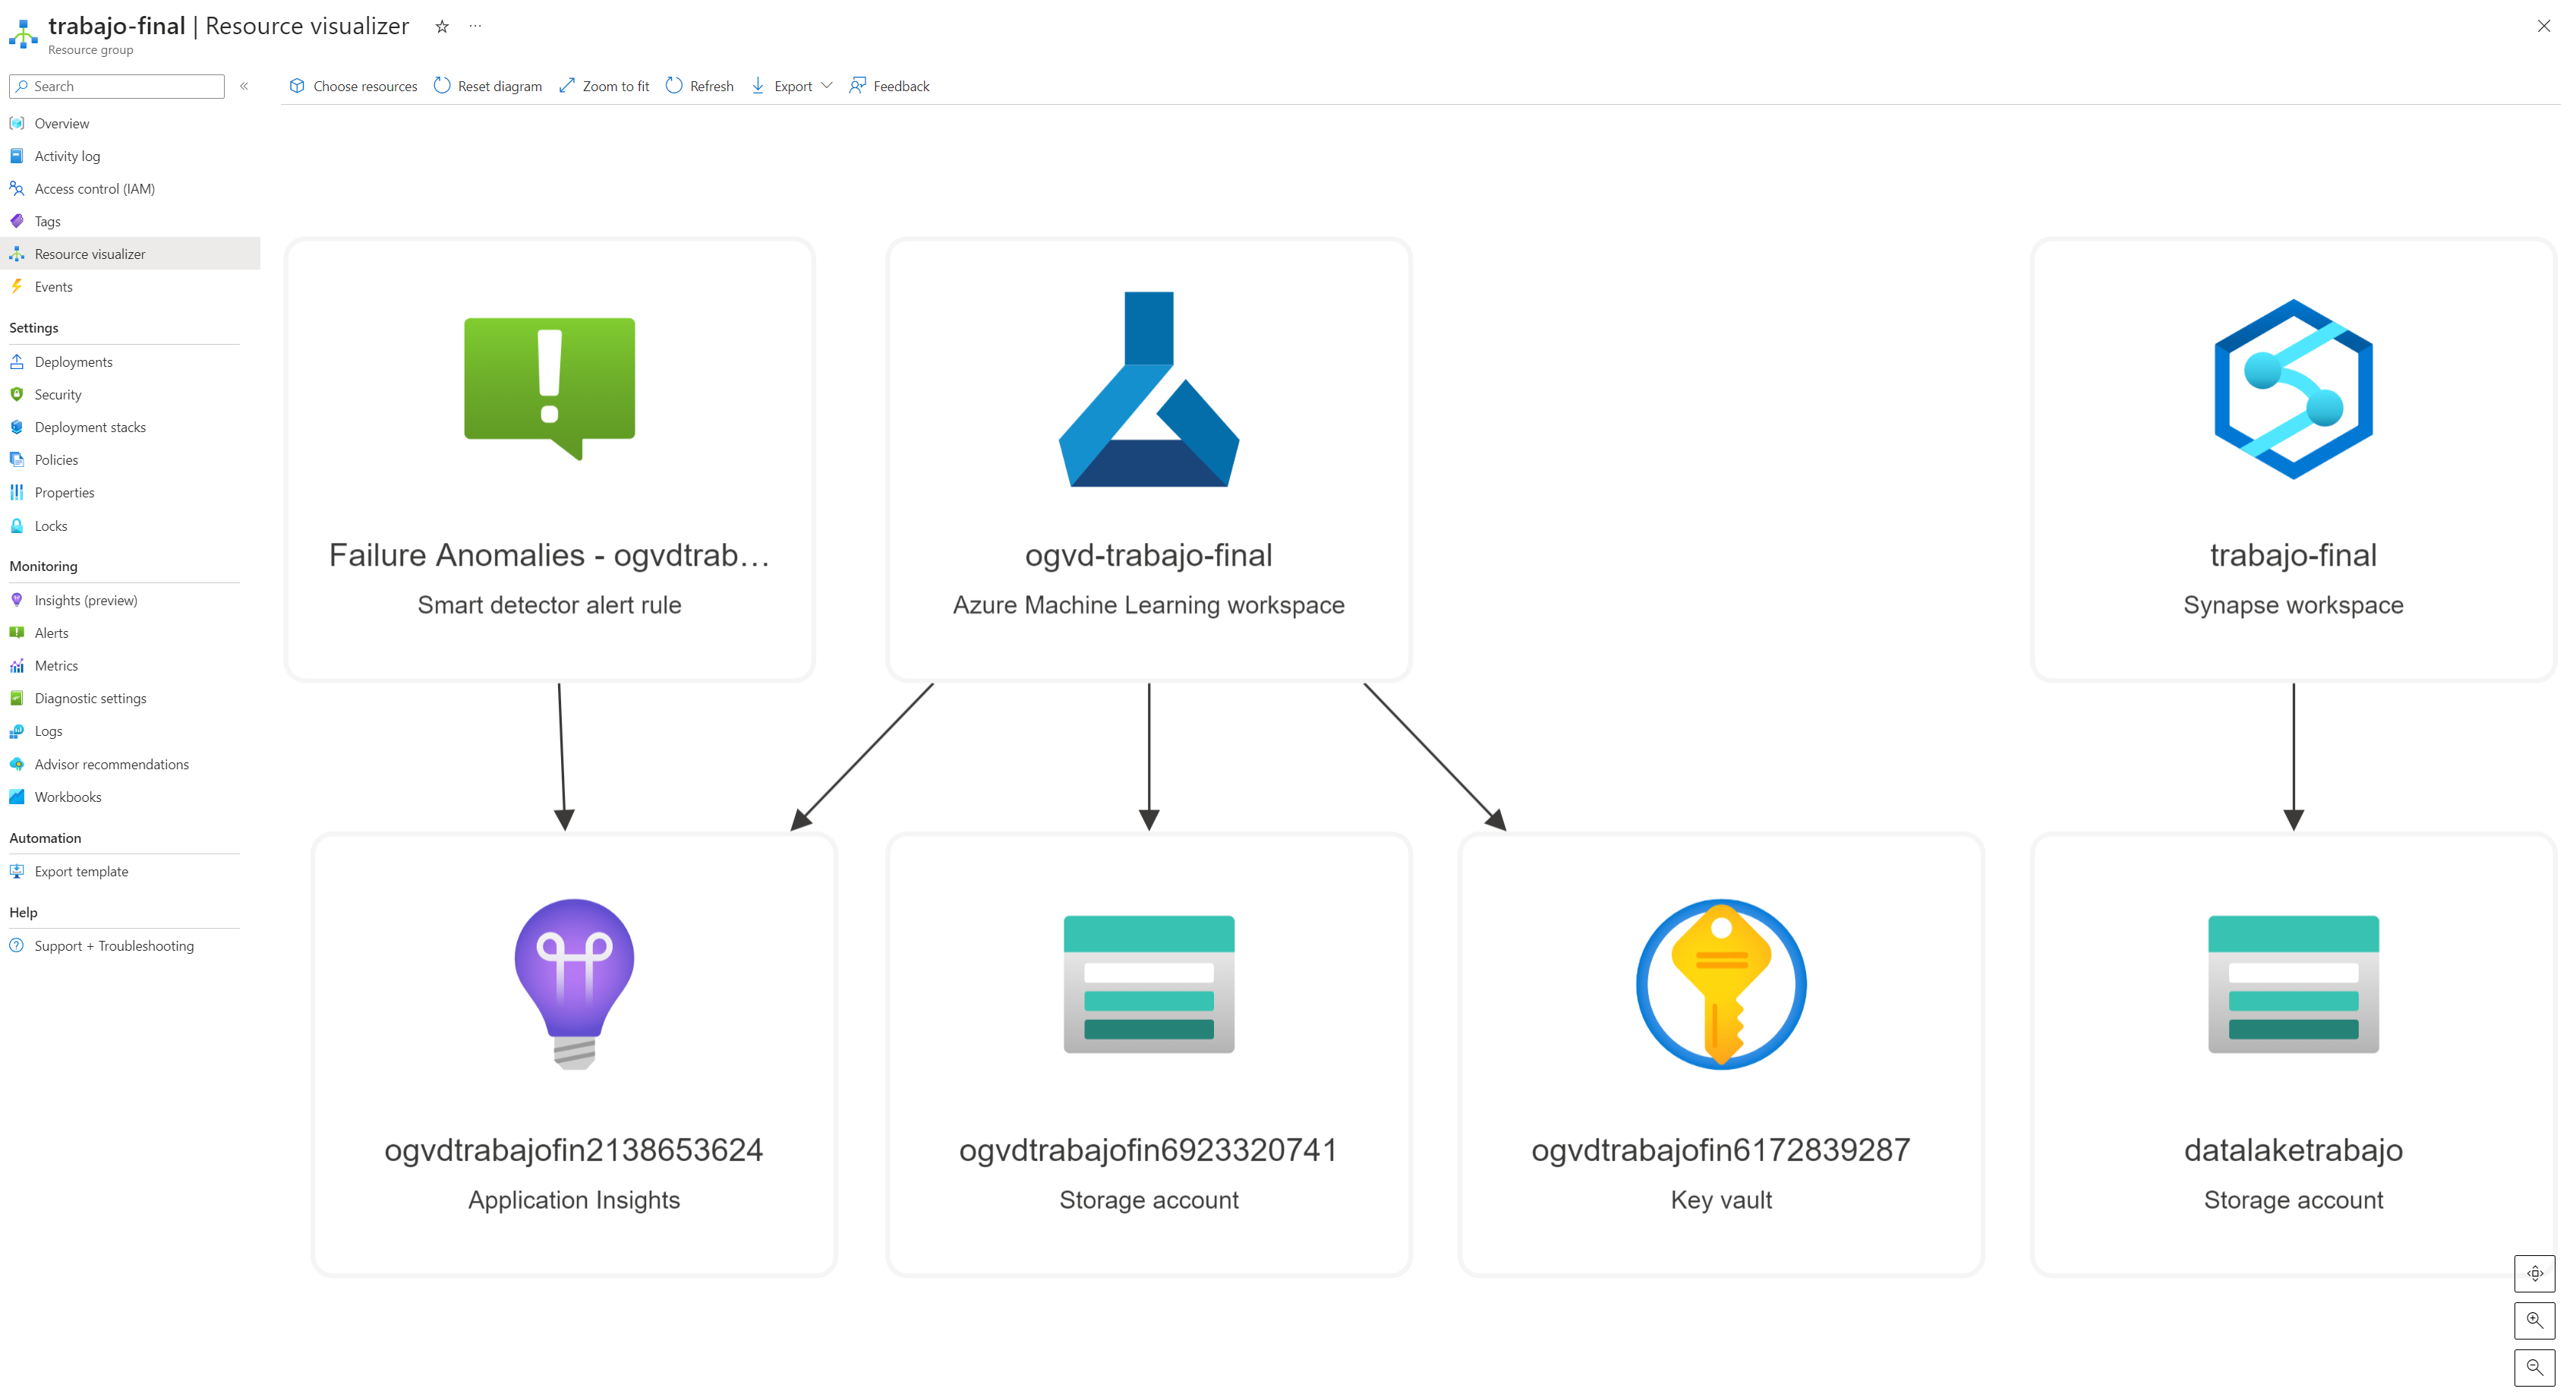 trabajo-final | Resource visualizer
Resource group
Search
Choose resources
Reset diagram
Zoom to fit
Refresh
Export
Feedback
Overview
Activity log
Access control (IAM)
Tags
Resource visualizer
Events
Settings
Deployments
Security
Deployment stacks
Policies
Properties
Locks
Monitoring
Insights (preview)
Alerts
Metrics
Diagnostic settings
Logs
Advisor recommendations
Workbooks
Automation
Export template
Help
Support + Troubleshooting
Failure Anomalies - ogvdtrab...
Smart detector alert rule
ogvd-trabajo-final
Azure Machine Learning workspace
trabajo-final
Synapse workspace
ogvdtrabajofin2138653624
Application Insights
ogvdtrabajofin6923320741
Storage account
ogvdtrabajofin6172839287
Key vault
datalaketrabajo
Storage account